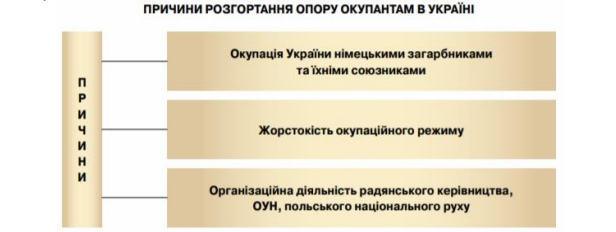 ПРИЧИНИ РОЗГОРТАННЯ ОПОРУ ОКУПАНТАМ В УКРАЇНІ
ПРИЧИНИ
Окупація України німецькими загарбниками
та їхніми союзниками
Жорстокість окупаційного режиму
Організаційна діяльність радянського керівництва,
ОУН, польського національного руху